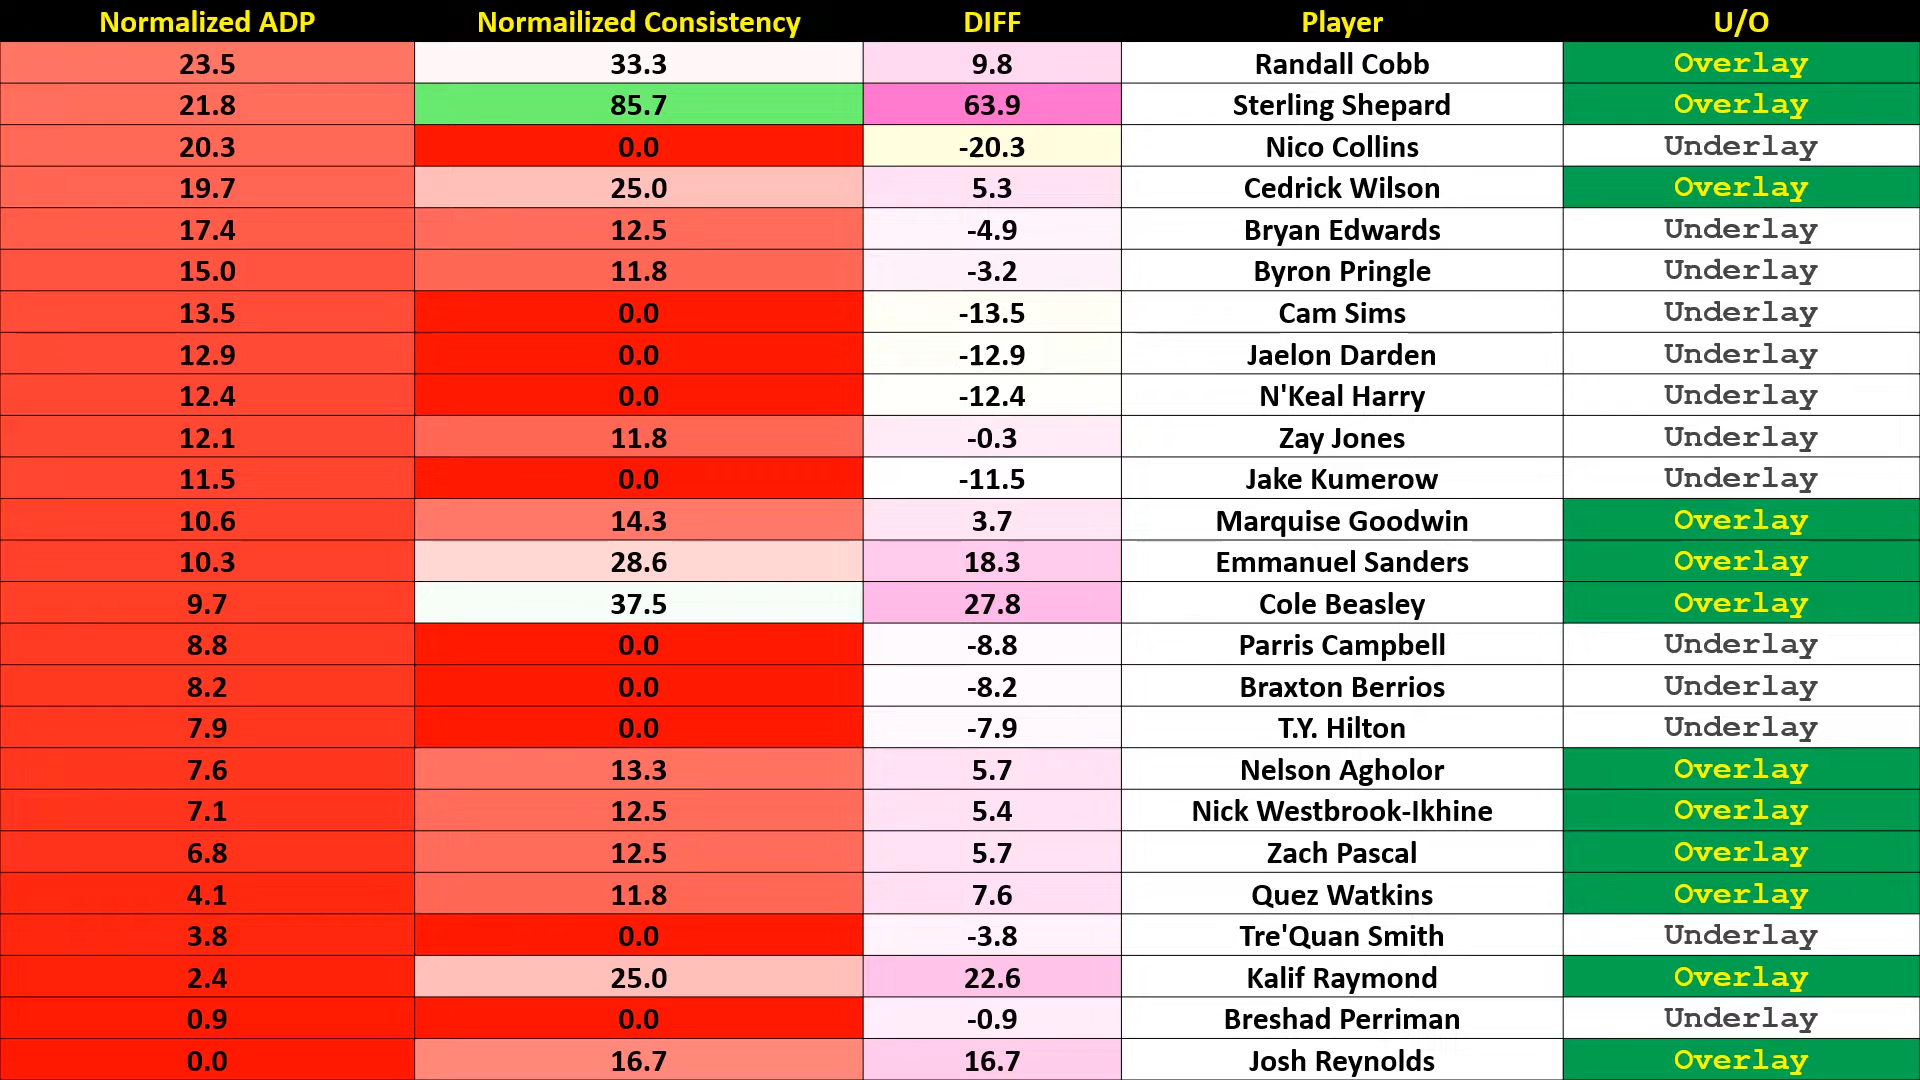 Normalized ADP Normailized Consistency DIFF Player U/O
23.5 33.3 9.8 Randall Cobb Overlay
21.8 85.7 63.9 Sterling Shepard Overlay
20.3 0.0 -20.3 Nico Collins Underlay
19.7 25.0 5.3 Cedrick Wilson Overlay
17.4 12.5 -4.9 Bryan Edwards Underlay
15.0 11.8 -3.2 Byron Pringle Underlay
13.5 0.0 -13.5 Cam Sims Underlay
12.9 0.0 -12.9 Jaelon Darden Underlay
12.4 0.0 -12.4 N'Keal Harry Underlay
12.1 11.8 -0.3 Zay Jones Underlay
11.5 0.0 -11.5 Jake Kumerow Underlay
10.6 14.3 3.7 Marquise Goodwin Overlay
10.3 28.6 18.3 Emmanuel Sanders Overlay
9.7 37.5 27.8 Cole Beasley Overlay
8.8 0.0 -8.8 Parris Campbell Underlay
8.2 0.0 -8.2 Braxton Berrios Underlay
7.9 0.0 -7.9 T.Y. Hilton Underlay
7.6 13.3 5.7 Nelson Agholor Overlay
7.1 12.5 5.4 Nick Westbrook-Ikhine Overlay
6.8 12.5 5.7 Zach Pascal Overlay
4.1 11.8 7.6 Quez Watkins Overlay
3.8 0.0 -3.8 Tre'Quan Smith Underlay
2.4 25.0 22.6 Kalif Raymond Overlay
0.9 0.0 -0.9 Breshad Perriman Underlay
0.0 16.7 16.7 Josh Reynolds Overlay